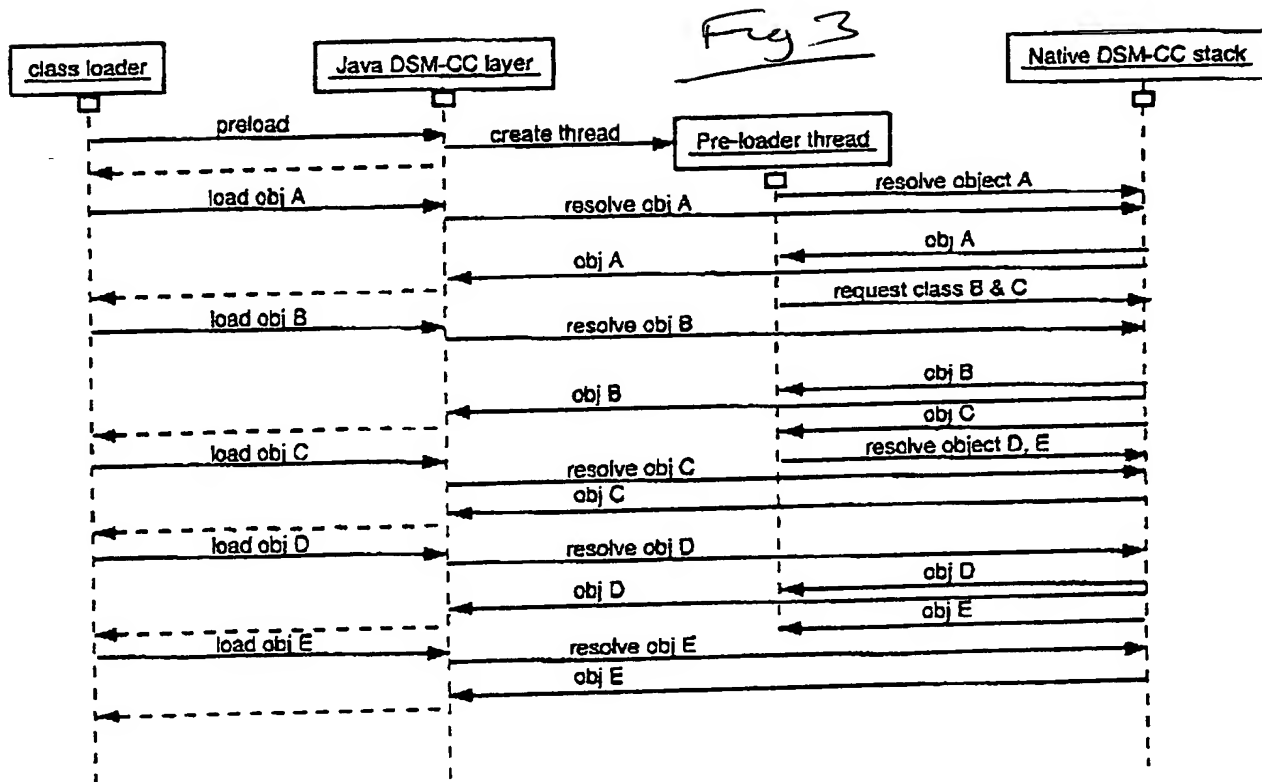 Fig 3
class loader
Java DSM-CC layer
Native DSM-CC stack
preload
create thread
Pre-loader thread
resolve object A
load obj A
resolve obj A
obj A
obj A
request class B & C
load obj B
resolve obj B
obj B
obj B
obj C
load obj C
resolve object D, E
resolve obj C
obj C
load obj D
resolve obj D
obj D
obj D
obj E
load obj E
resolve obj E
obj E